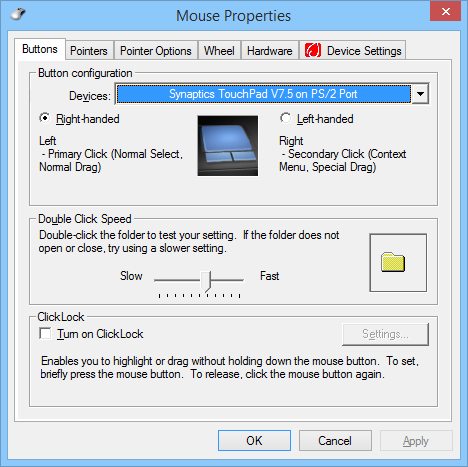 Mouse Properties
Buttons Pointers Pointer Options Wheel Hardware Device Settings
Button configuration
Devices: Synaptics TouchPad V7.5 on PS/2 Port
Right-handed
Left-handed
Left
- Primary Click (Normal Select,
Normal Drag)
Right
- Secondary Click (Context
Menu, Special Drag)
Double Click Speed
Double-click the folder to test your setting. If the folder does not
open or close, try using a slower setting.
Slow Fast
ClickLock
Turn on ClickLock
Settings...
Enables you to highlight or drag without holding down the mouse button. To set,
briefly press the mouse button. To release, click the mouse button again.
OK Cancel Apply